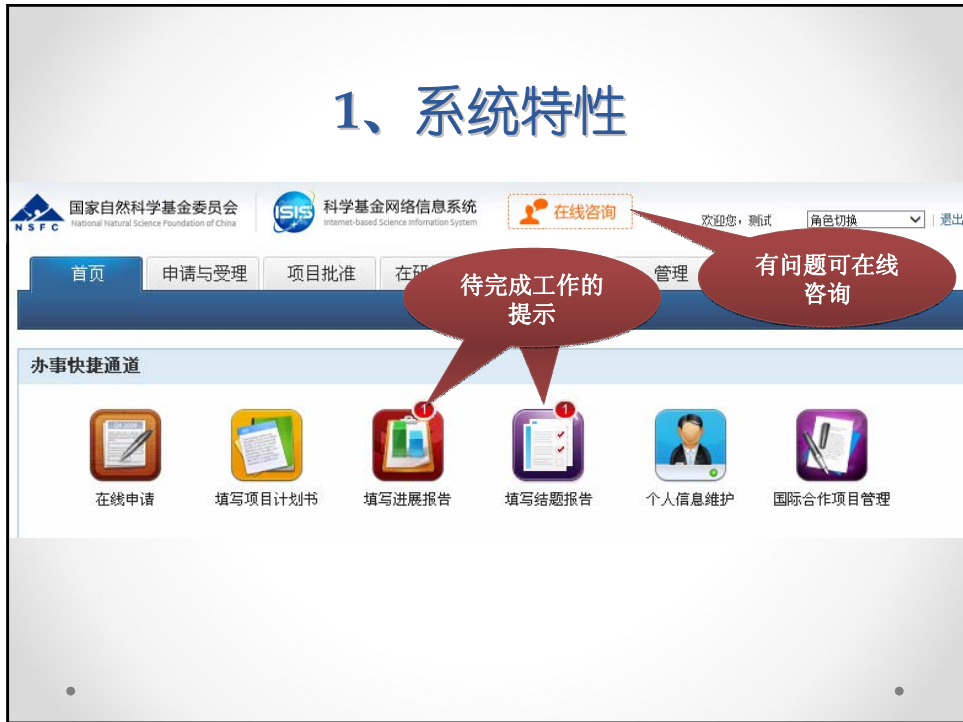 1、系统特性
国家自然科学基金委员会
National Natural Science Foundation of China
NSFC
ISIS
科学基金网络信息系统
Internet-based Science Infomation System
在线咨询
欢迎您，测试
角色切换
退出
首页
申请与受理
项目批准
在研
管理
待完成工作的
提示
有问题可在线
咨询
办事快捷通道
1
1
在线申请
填写项目计划书
填写进展报告
填写结题报告
个人信息维护
国际合作项目管理